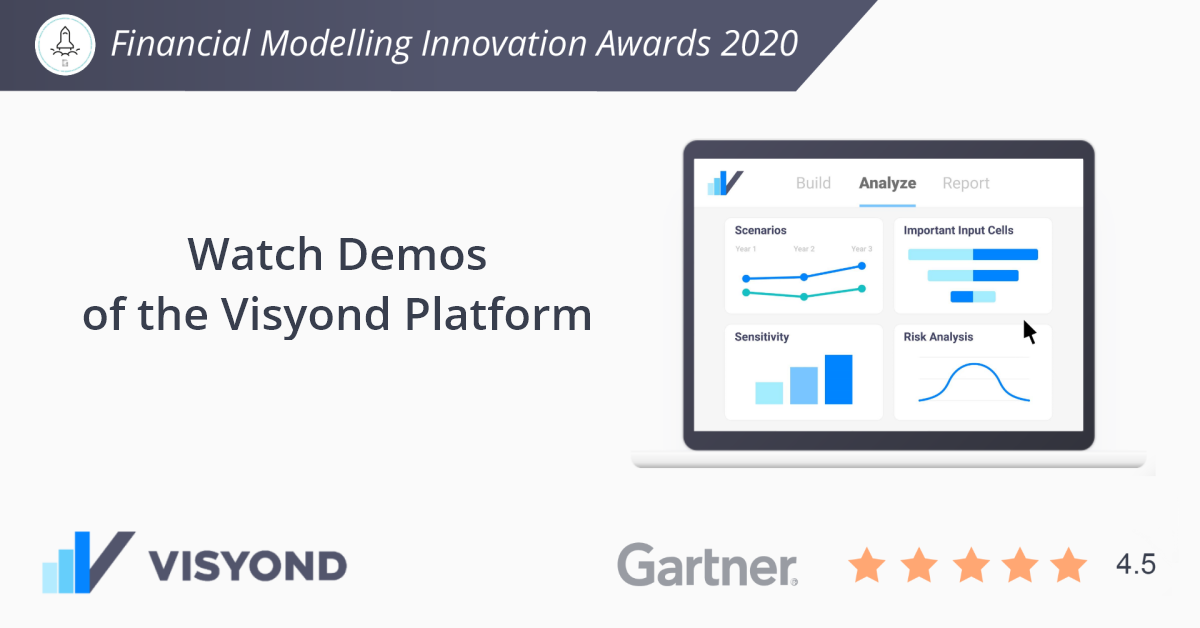 Financial Modelling Innovation Awards 2020
Watch Demos
of the Visyond Platform
Build Analyze Report
Scenarios
Year 1 Year 2 Year 3
Important Input Cells
Sensitivity
Risk Analysis
VISYOND
Gartner
4.5